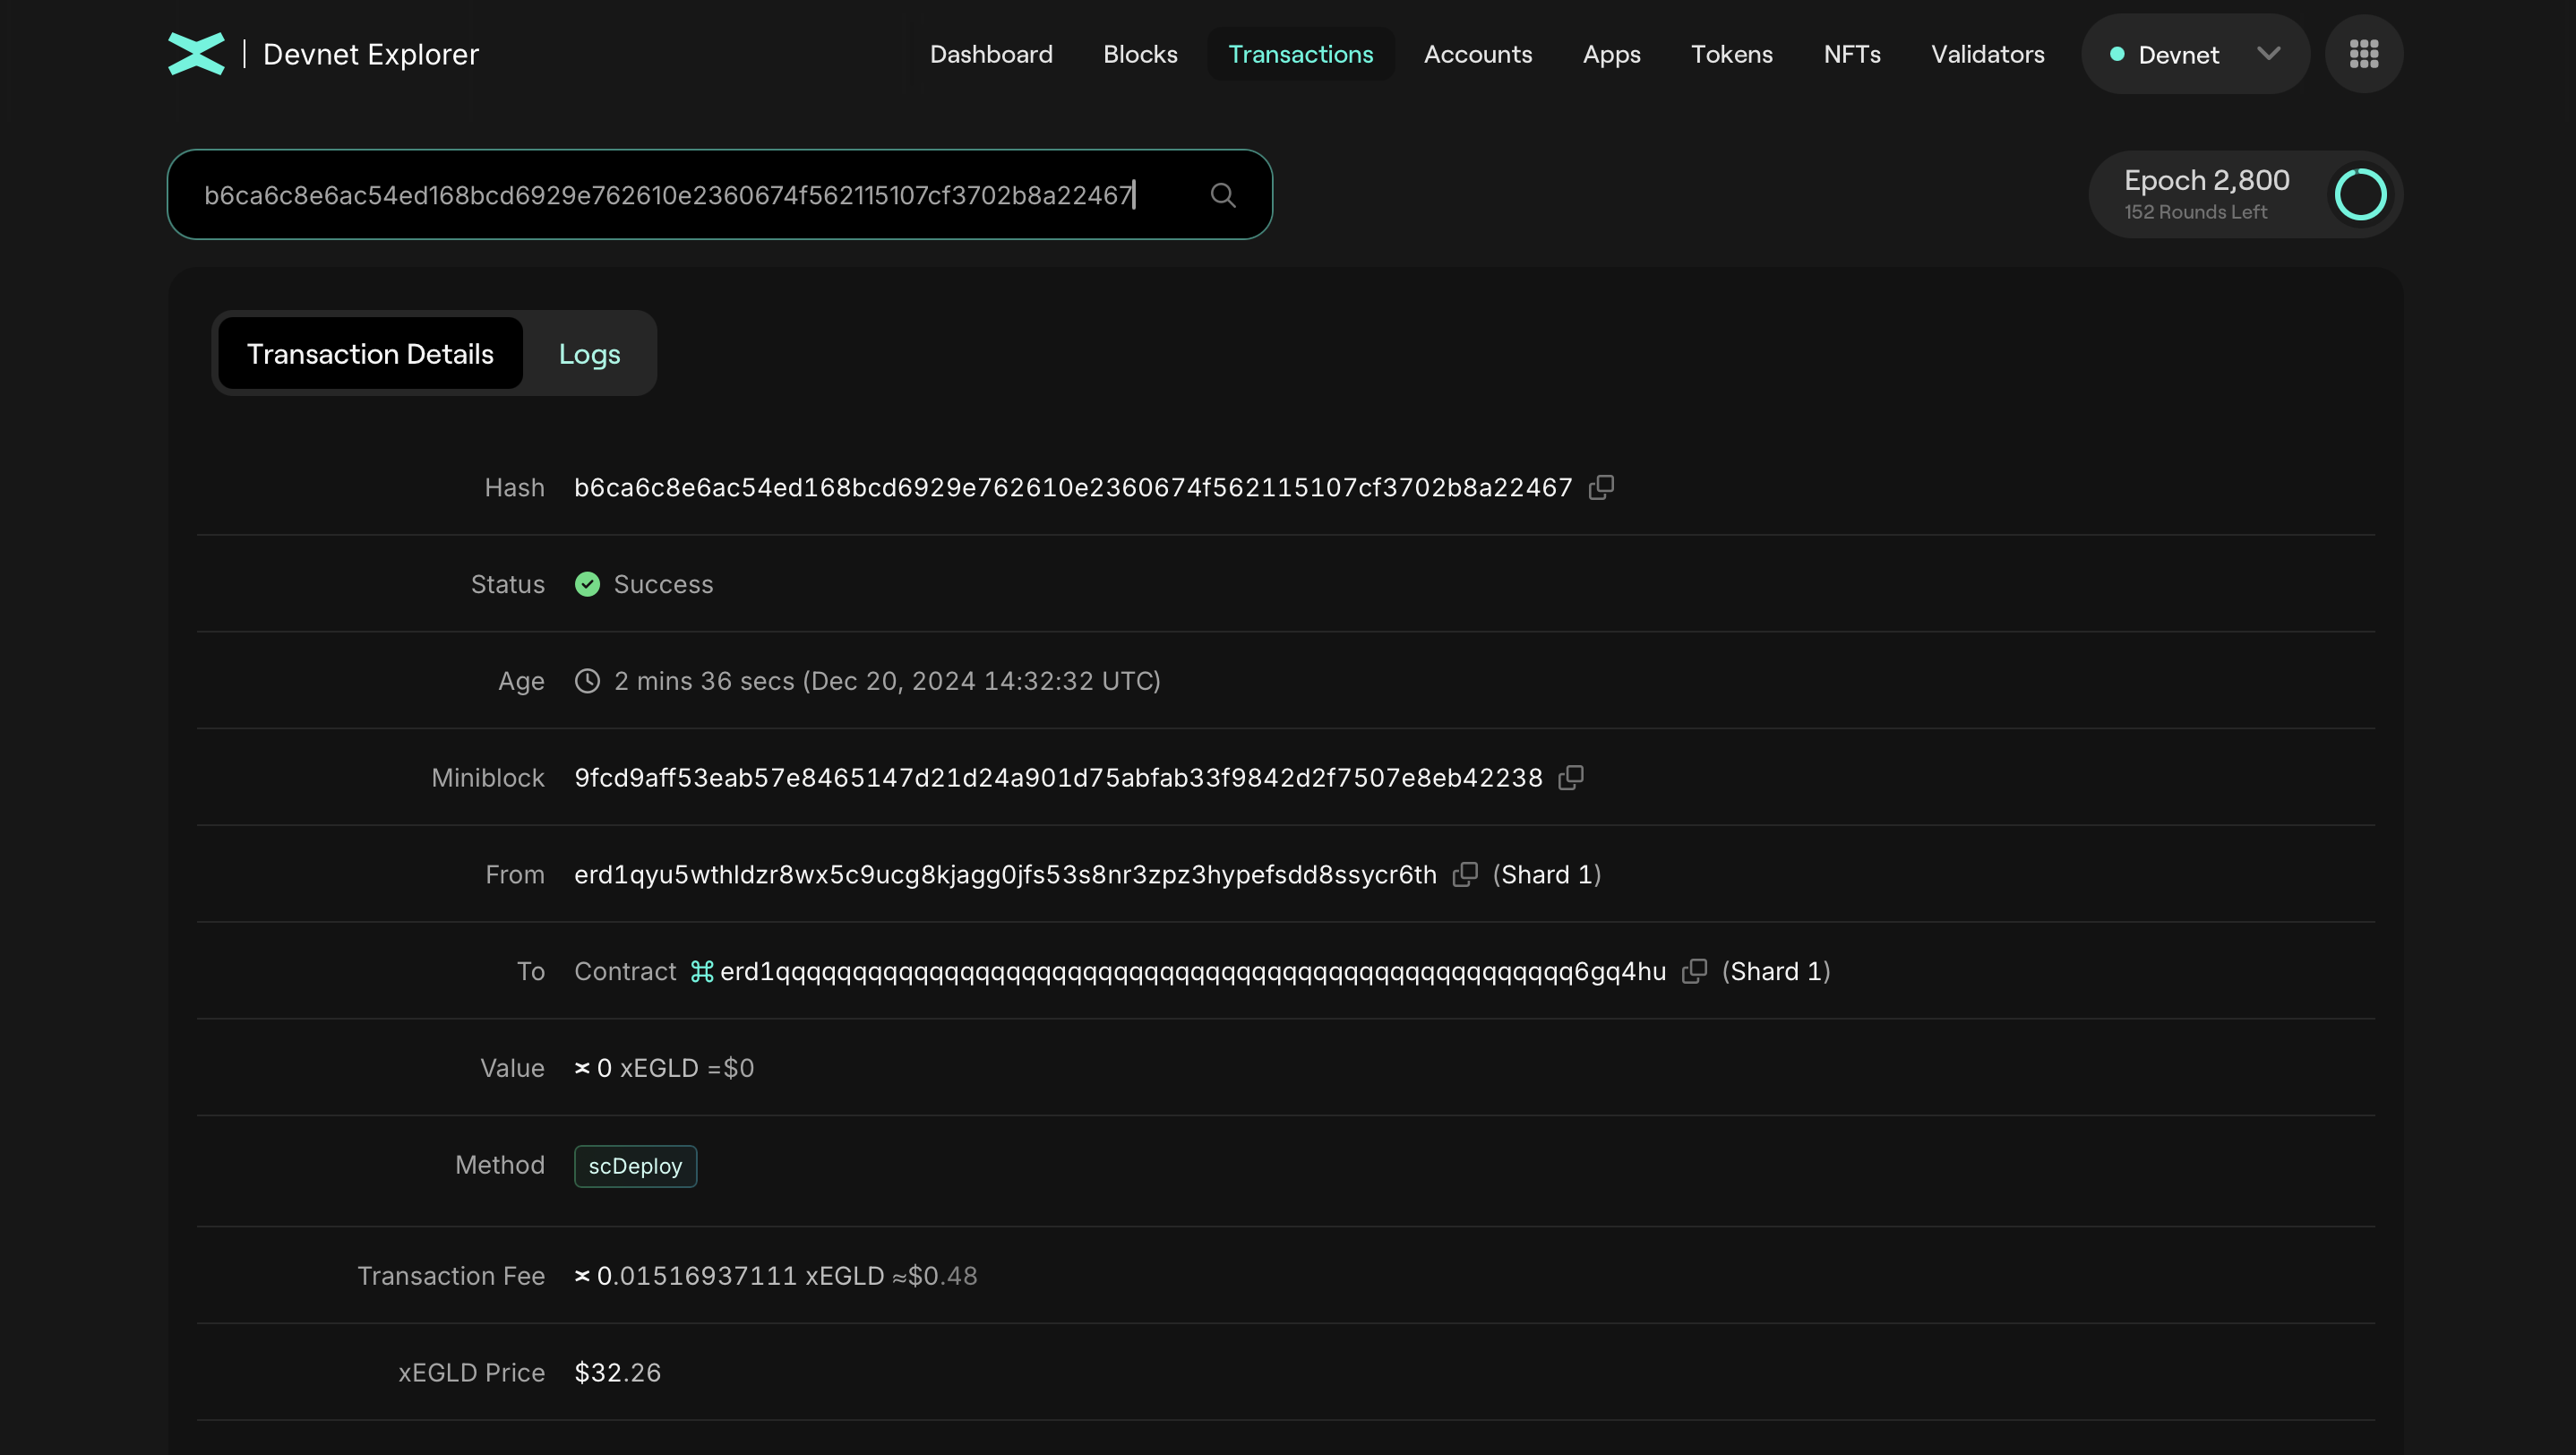 Devnet Explorer
Dashboard Blocks Transactions Accounts Apps Tokens NFTs Validators Devnet
b6ca6c8e6ac54ed168bcd6929e762610e2360674f562115107cf3702b8a22467
Epoch 2,800
152 Rounds Left
Transaction Details Logs
Hash b6ca6c8e6ac54ed168bcd6929e762610e2360674f562115107cf3702b8a22467
Status Success
Age 2 mins 36 secs (Dec 20, 2024 14:32:32 UTC)
Miniblock 9fcd9aff53eab57e8465147d21d24a901d75abfab33f9842d2f7507e8eb42238
From erd1qyu5wthldzr8wx5c9ucg8kjagg0jfs53s8nr3zpz3hypefsdd8ssycr6th (Shard 1)
To Contract erd1qqqqqqqqqqqqqqqqqqqqqqqqqqqqqqqqqqqqqqqqqqqqqqqqqqqq6gq4hu (Shard 1)
Value 0 xEGLD =$0
Method scDeploy
Transaction Fee 0.01516937111 xEGLD ≈$0.48
xEGLD Price $32.26